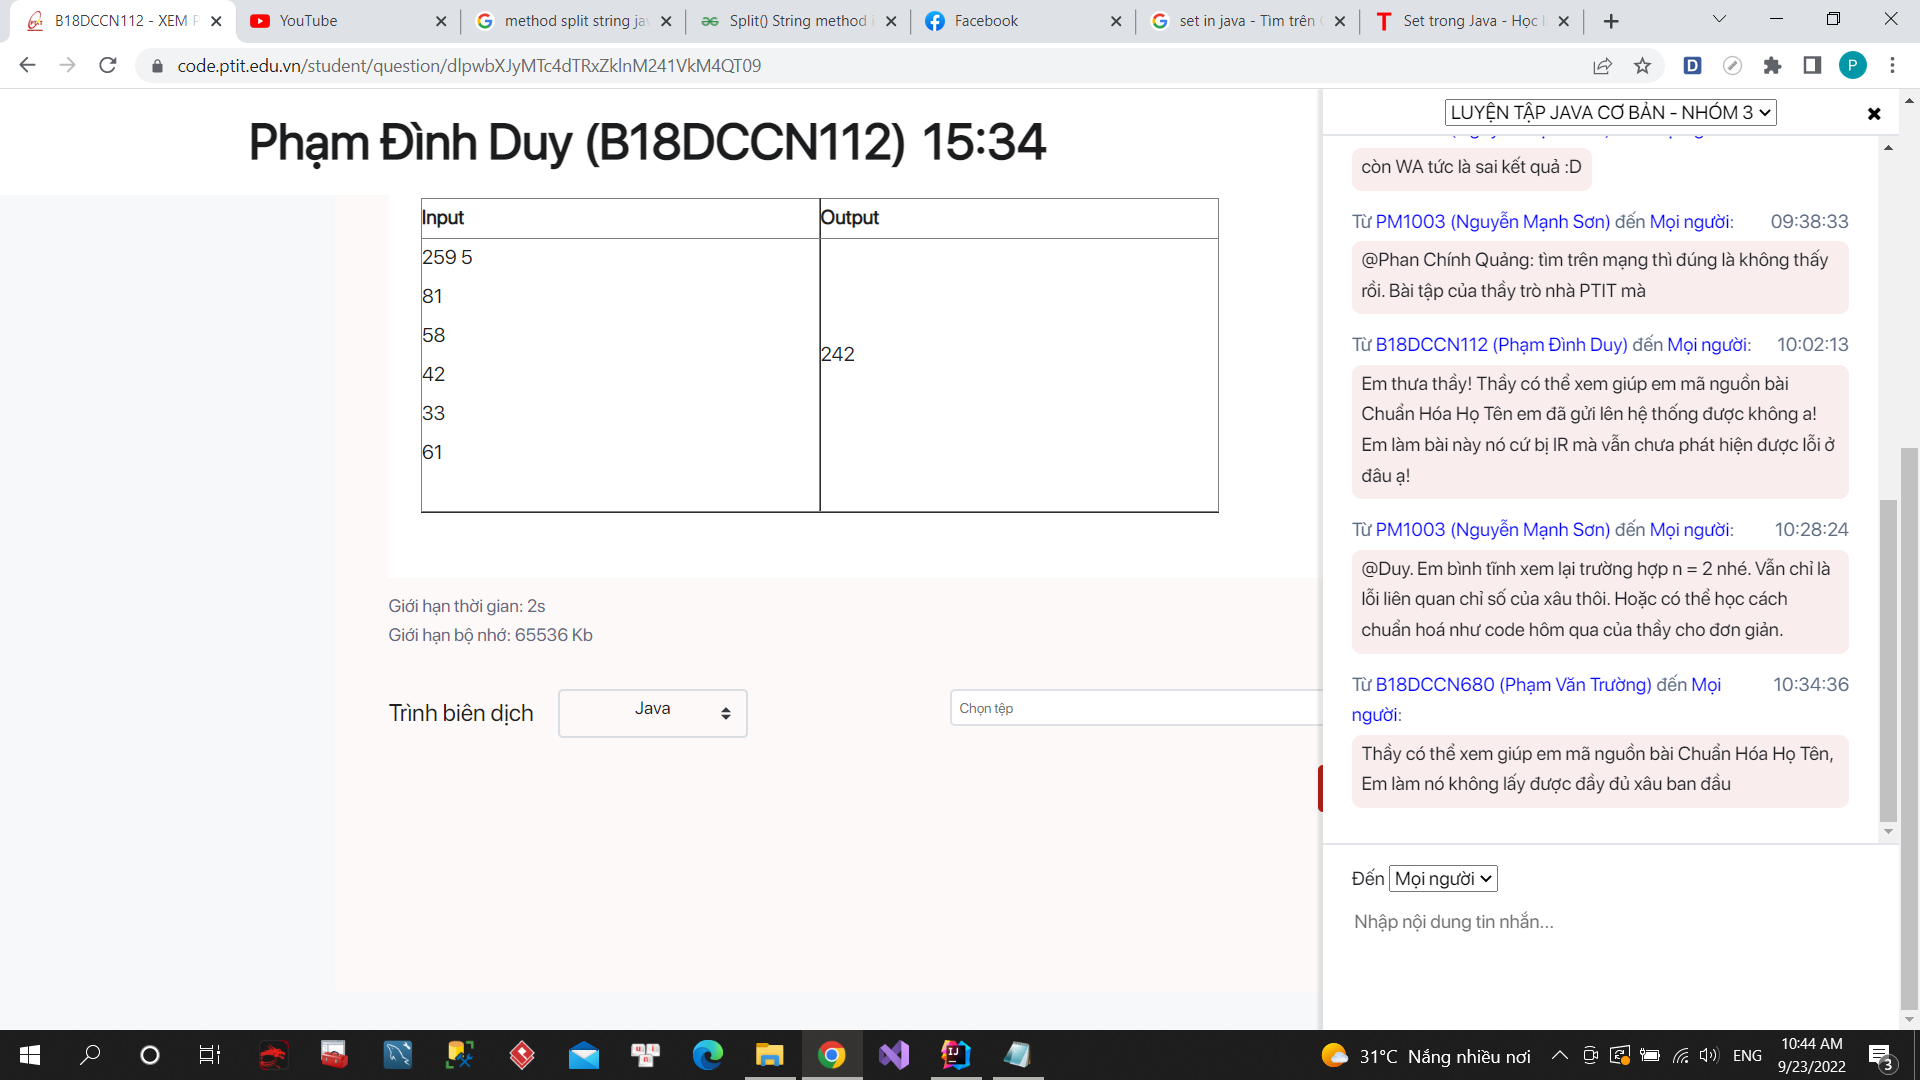 B18DCCN112 - XEM P
YouTube
method split string jav
Split() String method i
Facebook
set in java - Tìm trên
Set trong Java - Học l
code.ptit.edu.vn/student/question/dlpwbXJyMTc4dTRxZklnM241VkM4QT09
D
P
Phạm Đình Duy (B18DCCN112) 15:34
Input
Output
259 5
81
58
42
33
61
242
Giới hạn thời gian: 2s
Giới hạn bộ nhớ: 65536 Kb
Trình biên dịch
Java
Chọn tệp
LUYỆN TẬP JAVA CƠ BẢN - NHÓM 3
còn WA tức là sai kết quả :D
Từ PM1003 (Nguyễn Mạnh Sơn) đến Mọi người: 09:38:33
@Phan Chính Quảng: tìm trên mạng thì đúng là không thấy
rồi. Bài tập của thầy trò nhà PTIT mà
Từ B18DCCN112 (Phạm Đình Duy) đến Mọi người: 10:02:13
Em thưa thầy! Thầy có thể xem giúp em mã nguồn bài
Chuẩn Hóa Họ Tên em đã gửi lên hệ thống được không a!
Em làm bài này nó cứ bị IR mà vẫn chưa phát hiện được lỗi ở
đâu ạ!
Từ PM1003 (Nguyễn Mạnh Sơn) đến Mọi người: 10:28:24
@Duy. Em bình tĩnh xem lại trường hợp n = 2 nhé. Vẫn chỉ là
lỗi liên quan chỉ số của xâu thôi. Hoặc có thể học cách
chuẩn hoá như code hôm qua của thầy cho đơn giản.
Từ B18DCCN680 (Phạm Văn Trường) đến Mọi 10:34:36
người:
Thầy có thể xem giúp em mã nguồn bài Chuẩn Hóa Họ Tên,
Em làm nó không lấy được đầy đủ xâu ban đầu
Đến Mọi người
Nhập nội dung tin nhắn...
31°C Nắng nhiều nơi
ENG
10:44 AM
9/23/2022
3